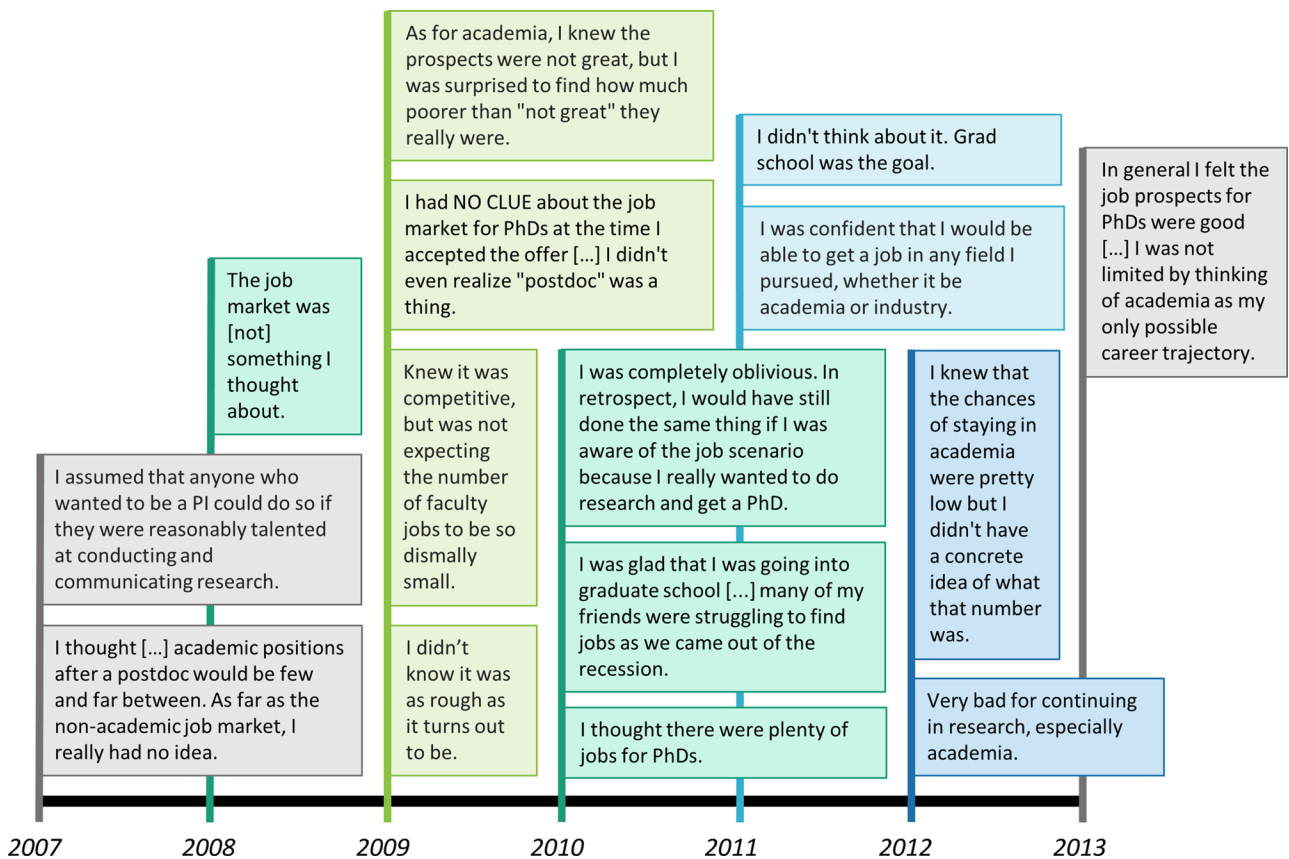 As for academia, I knew the
prospects were not great, but I
was surprised to find how much
poorer than "not great" they
really were.
I had NO CLUE about the job
market for PhDs at the time I
accepted the offer [...] I didn't
even realize "postdoc" was a
thing.
I didn't think about it. Grad
school was the goal.
I was confident that I would be
able to get a job in any field I
pursued, whether it be
academia or industry.
In general I felt the
job prospects for
PhDs were good
[...] I was not
limited by thinking
of academia as my
only possible
career trajectory.
The job
market was
[not]
something I
thought
about.
I assumed that anyone who
wanted to be a PI could do so if
they were reasonably talented
at conducting and
communicating research.
I thought [...] academic positions
after a postdoc would be few
and far between. As far as the
non-academic job market, I
really had no idea.
Knew it was
competitive,
but was not
expecting
the number
of faculty
jobs to be so
dismally
small.
I didn’t
know it was
as rough as
it turns out
to be.
I was completely oblivious. In
retrospect, I would have still
done the same thing if I was
aware of the job scenario
because I really wanted to do
research and get a PhD.
I was glad that I was going into
graduate school [...] many of my
friends were struggling to find
jobs as we came out of the
recession.
I thought there were plenty of
jobs for PhDs.
I knew that
the chances
of staying in
academia
were pretty
low but I
didn't have
a concrete
idea of what
that number
was.
Very bad for continuing
in research, especially
academia.
2007 2008 2009 2010 2011 2012 2013